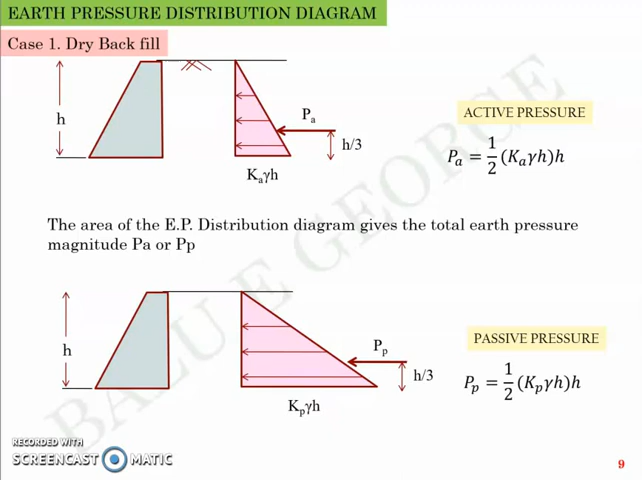 EARTH PRESSURE DISTRIBUTION DIAGRAM
Case 1. Dry Back fill
h
Pa
h/3
Kaγh
ACTIVE PRESSURE
Pa = 1/2 (Kaγh)h
The area of the E.P. Distribution diagram gives the total earth pressure
magnitude Pa or Pp
h
Pp
h/3
Kpγh
PASSIVE PRESSURE
Pp = 1/2 (Kpγh)h
BALU E GEORGE
RECORDED WITH
SCREENCAST MATIC
9